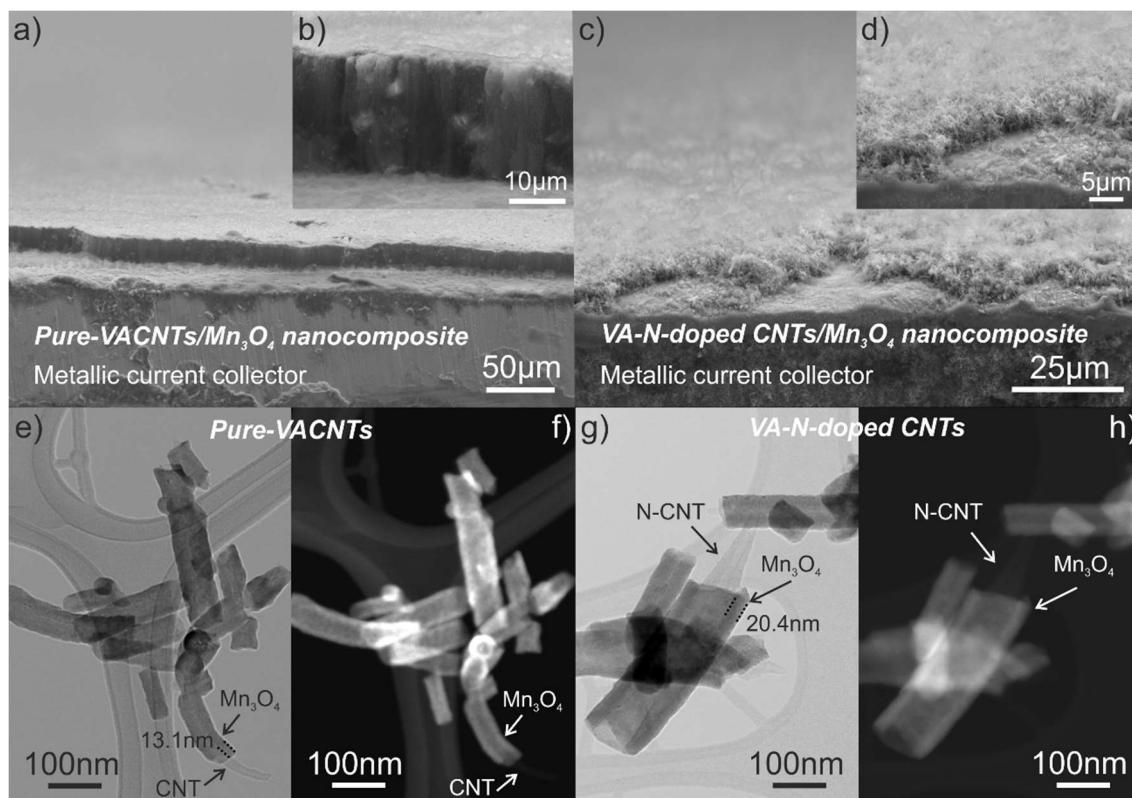 a)
b)
10μm
Pure-VACNTs/Mn₃O₄ nanocomposite
Metallic current collector
50μm
c)
d)
5μm
VA-N-doped CNTs/Mn₃O₄ nanocomposite
Metallic current collector
25μm
e)
Pure-VACNTs
f)
Mn₃O₄
13.1nm
CNT
100nm
Mn₃O₄
CNT
100nm
g)
VA-N-doped CNTs
h)
N-CNT
Mn₃O₄
20.4nm
100nm
N-CNT
Mn₃O₄
100nm